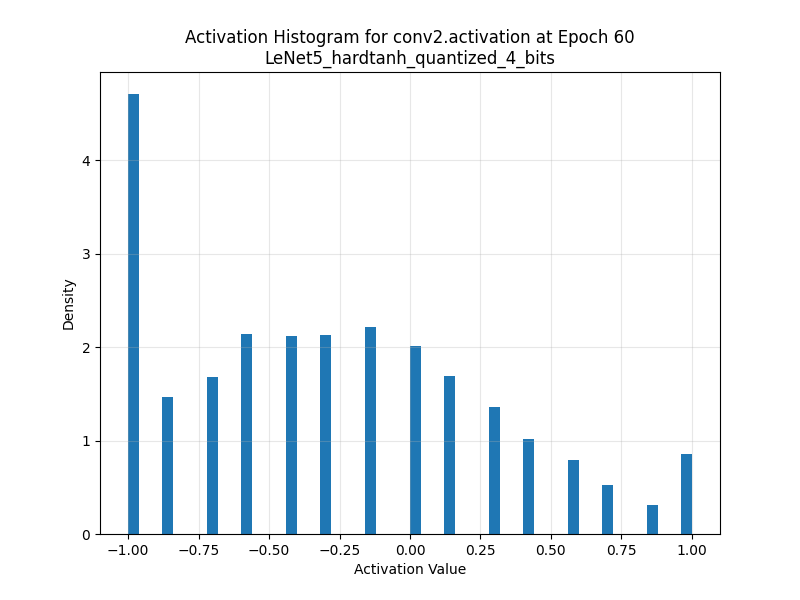 Activation Histogram for conv2.activation at Epoch 60
LeNet5_hardtanh_quantized_4_bits
4
3
2
1
0
Density
−1.00 −0.75 −0.50 −0.25 0.00 0.25 0.50 0.75 1.00
Activation Value